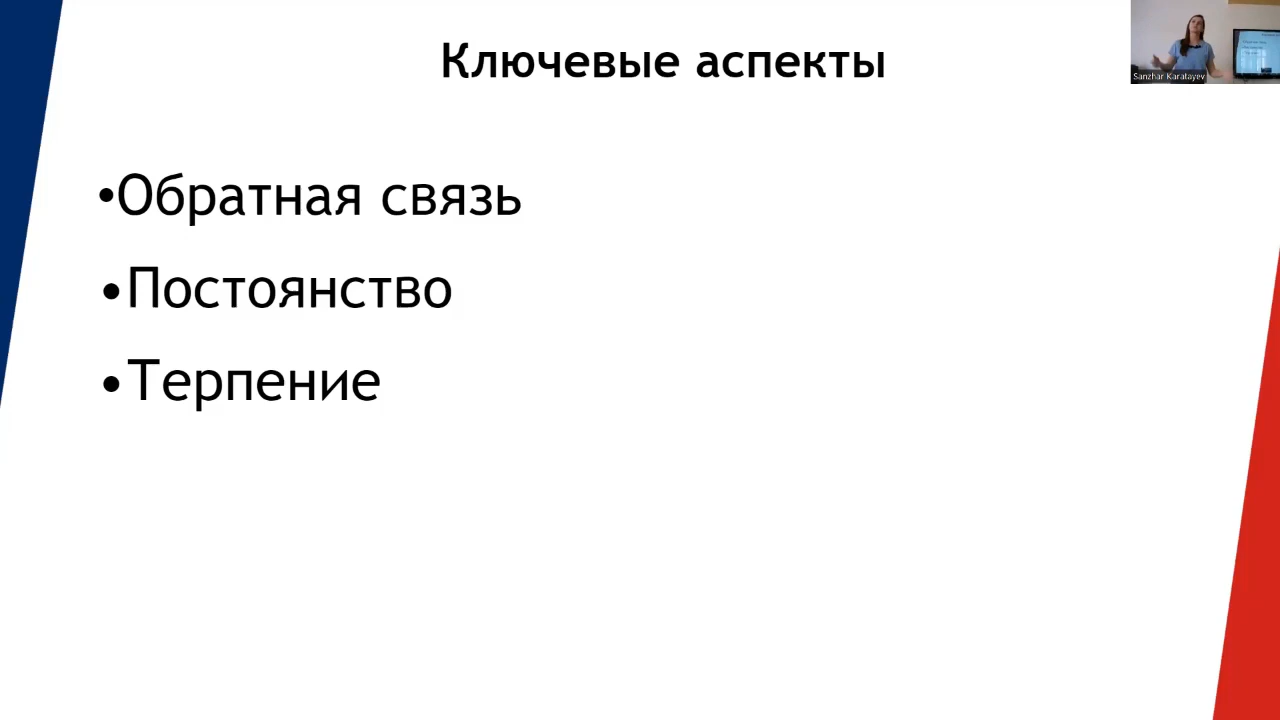 Ключевые аспекты
Sanzhar Karatayev
•Обратная связь
•Постоянство
•Терпение